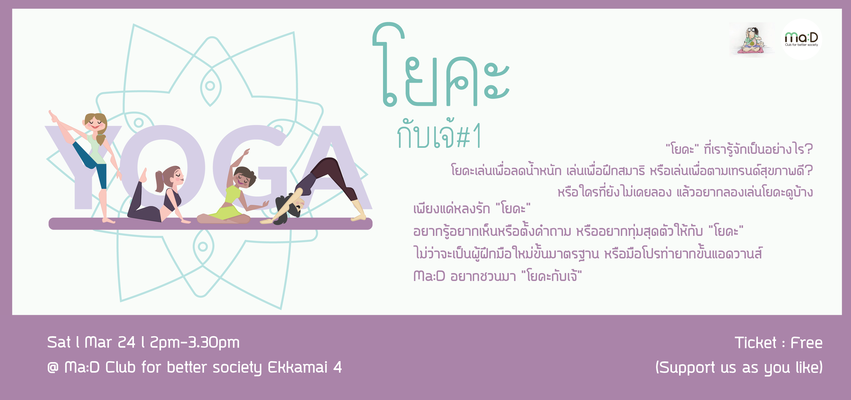 YOGA
โยคะ
กับเจ้#1
Ma:D
Club for better society
"โยคะ" ที่เรารู้จักเป็นอย่างไร?
โยคะเล่นเพื่อลดน้ำหนัก เล่นเพื่อฝึกสมาธิ หรือเล่นเพื่อตามเทรนด์สุขภาพดี?
หรือใครที่ยังไม่เคยลอง แล้วอยากลองเล่นโยคะดูบ้าง
เพียงแค่หลงรัก "โยคะ"
อยากรู้อยากเห็นหรือตั้งคำถาม หรืออยากทุ่มสุดตัวให้กับ "โยคะ"
ไม่ว่าจะเป็นผู้ฝึกมือใหม่ขั้นมาตรฐาน หรือมือโปรท่ายากขั้นแอดวานส์
Ma:D อยากชวนมา "โยคะกับเจ้"
Sat l Mar 24 l 2pm-3.30pm
@ Ma:D Club for better society Ekkamai 4
Ticket : Free
(Support us as you like)